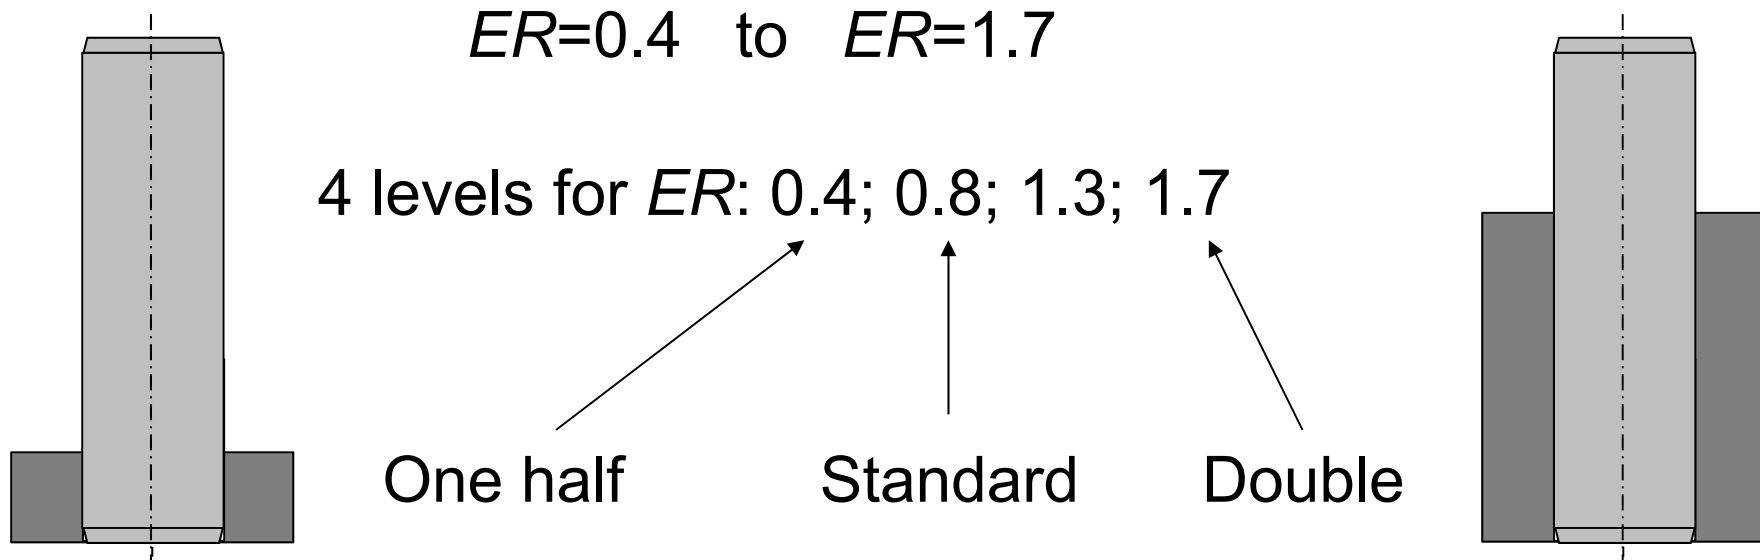 ER=0.4 to ER=1.7
4 levels for ER: 0.4; 0.8; 1.3; 1.7
One half Standard Double